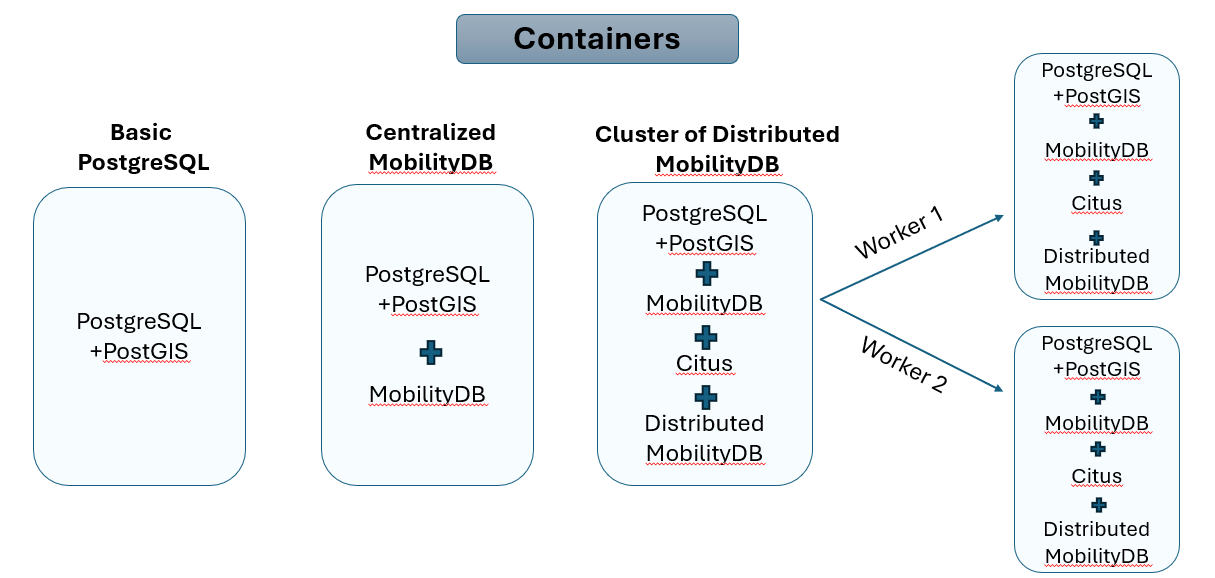 Containers
Basic
PostgreSQL
PostgreSQL
+PostGIS
Centralized
MobilityDB
PostgreSQL
+PostGIS
MobilityDB
Cluster of Distributed
MobilityDB
PostgreSQL
+PostGIS
MobilityDB
Citus
Distributed
MobilityDB
Worker 1
Worker 2
PostgreSQL
+PostGIS
MobilityDB
Citus
Distributed
MobilityDB
PostgreSQL
+PostGIS
MobilityDB
Citus
Distributed
MobilityDB